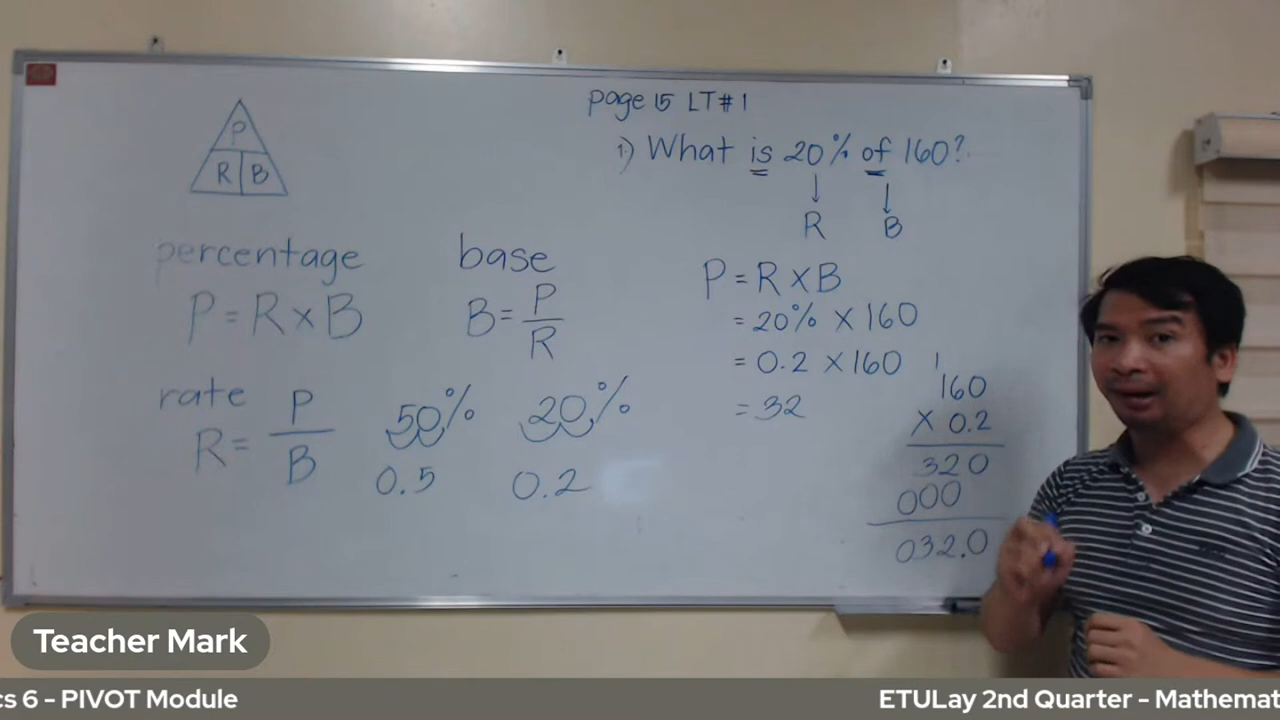 P
R B
percentage
P = R x B
base
B = P
R
rate
R = P
B
50%
0.5
20%
0.2
page 15 LT#1
1.) What is 20% of 160?
R B
P = R x B
= 20% x 160
= 0.2 x 160
= 32
1
160
x 0.2
320
000
032.0
Teacher Mark
cs 6 - PIVOT Module
ETULay 2nd Quarter - Mathemat